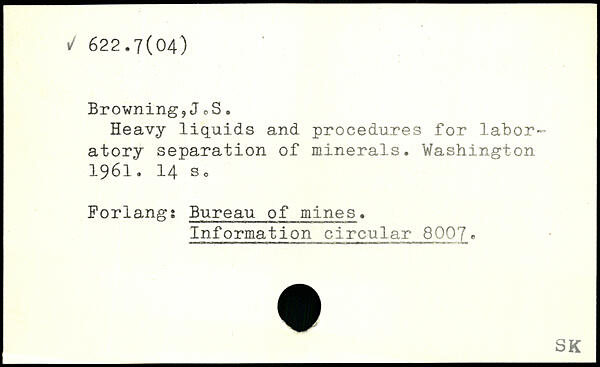 ✓ 622.7(04)
Browning,J.S.
Heavy liquids and procedures for labor-
atory separation of minerals. Washington
1961. 14 s.
Forlang: Bureau of mines.
Information circular 8007.
SK